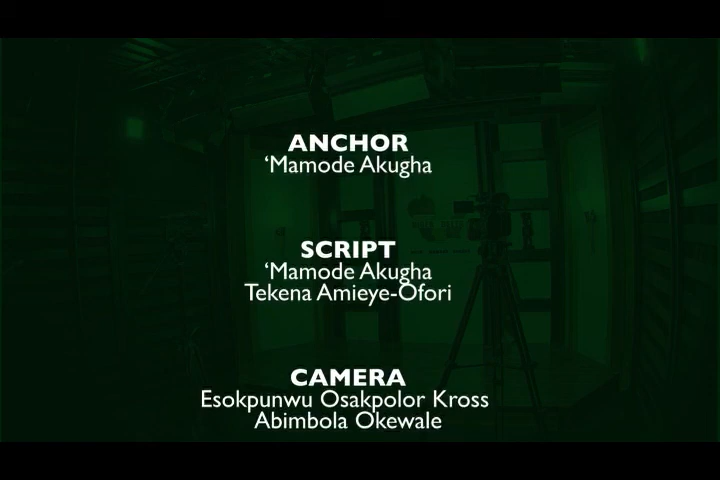 ANCHOR
‘Mamode Akugha
SCRIPT
‘Mamode Akugha
Tekena Amieye-Ofori
CAMERA
Esokpunwu Osakpolor Kross
Abimbola Okewale